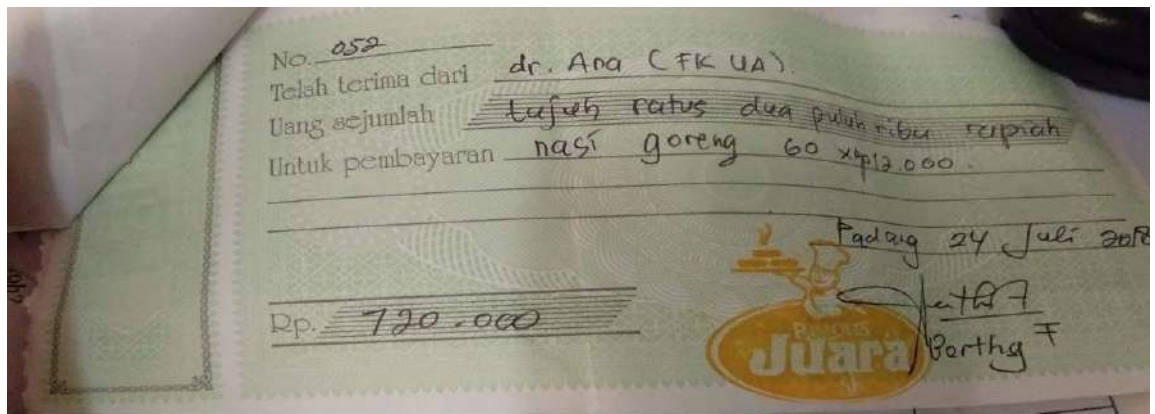 No. 052
Telah terima dari dr. Ana (FK UA).
Uang sejumlah tujuh ratus dua puluh ribu rupiah
Untuk pembayaran nasi goreng 60 x Rp12.000.
Padang 24 Juli 2018
Rp. 720.000
Juara